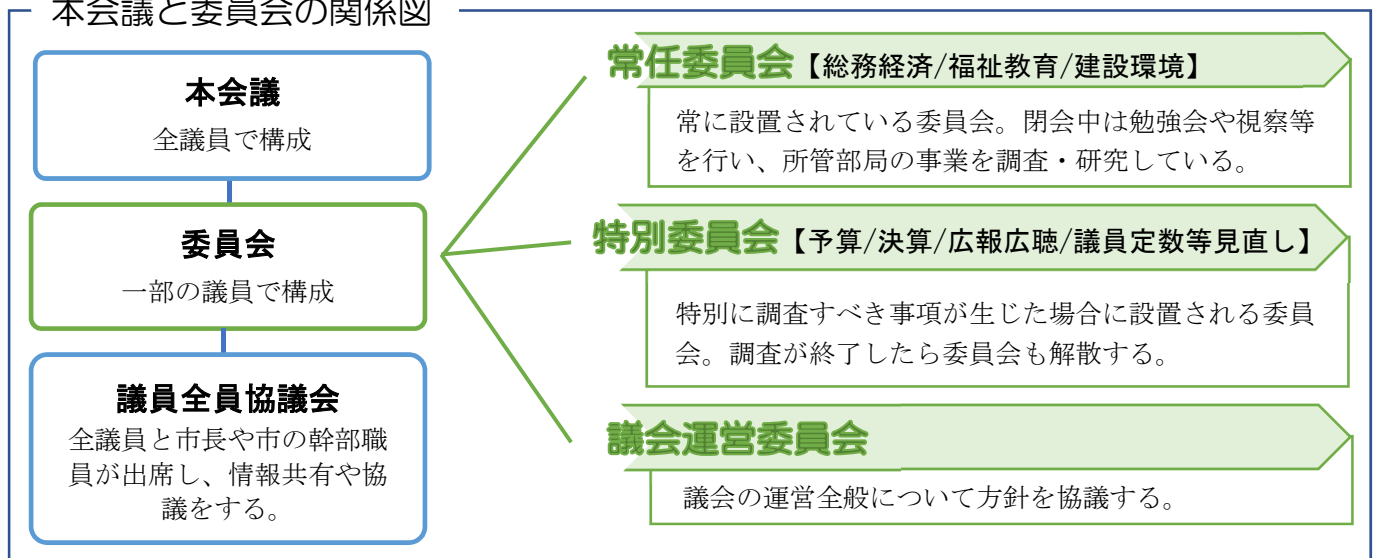 本会議と委員会の関係図
本会議
全議員で構成
委員会
一部の議員で構成
議員全員協議会
全議員と市長や市の幹部職
員が出席し、情報共有や協
議をする。
常任委員会【総務経済/福祉教育/建設環境】
常に設置されている委員会。閉会中は勉強会や視察等
を行い、所管部局の事業を調査・研究している。
特別委員会【予算/決算/広報広聴/議員定数等見直し】
特別に調査すべき事項が生じた場合に設置される委員
会。調査が終了したら委員会も解散する。
議会運営委員会
議会の運営全般について方針を協議する。